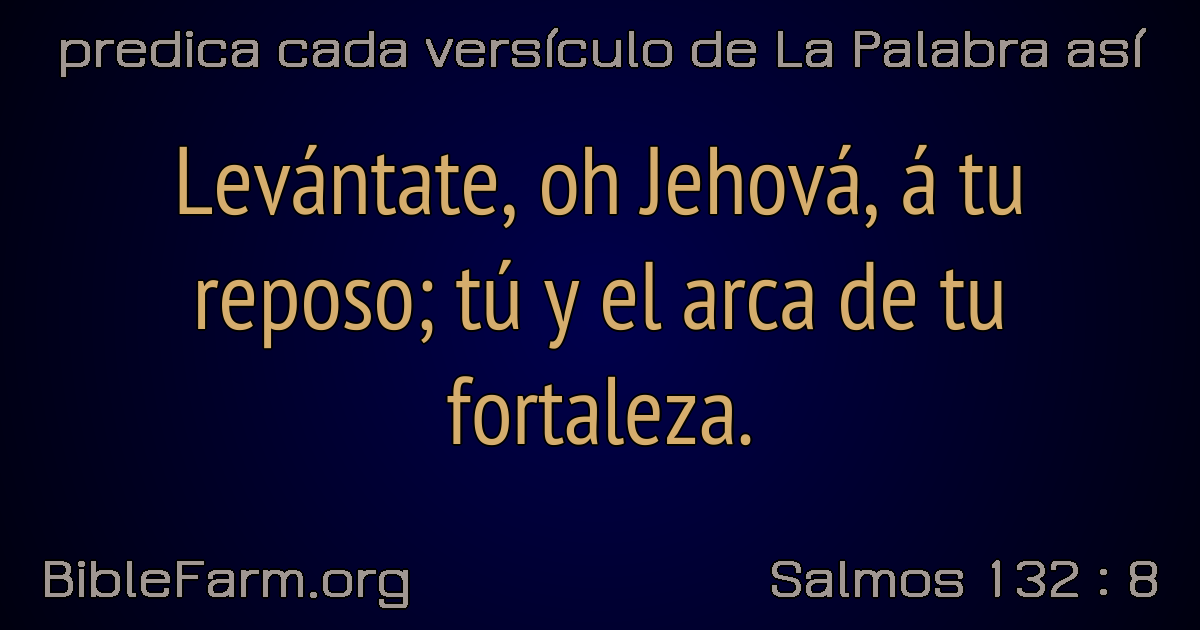 predica cada versículo de La Palabra así
Levántate, oh Jehová, á tu
reposo; tú y el arca de tu
fortaleza.
BibleFarm.org
Salmos 132 : 8